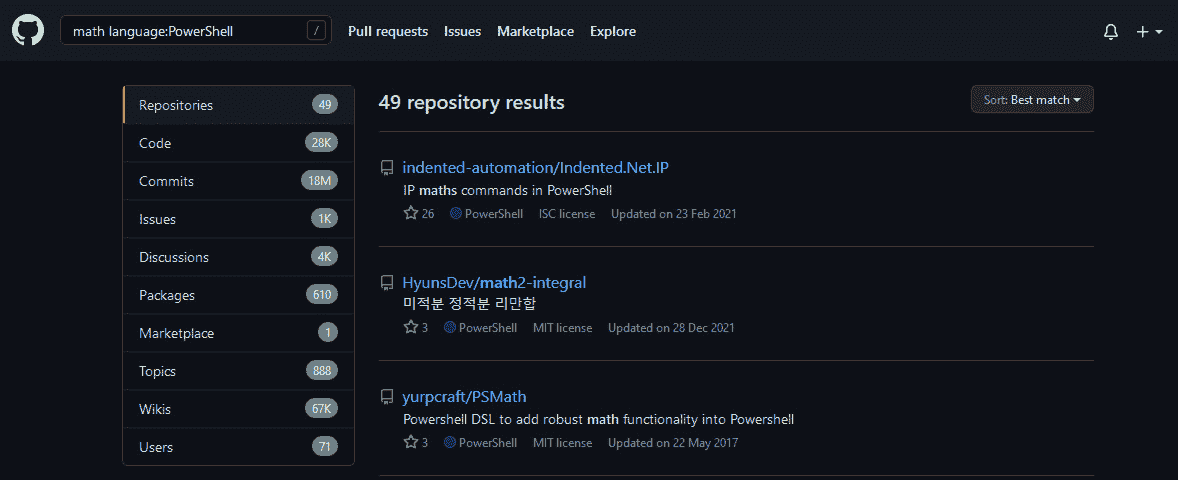 math language:PowerShell / Pull requests Issues Marketplace Explore
Repositories 49
Code 28K
Commits 18M
Issues 1K
Discussions 4K
Packages 610
Marketplace 1
Topics 888
Wikis 67K
Users 71
49 repository results Sort: Best match
indented-automation/Indented.Net.IP
IP maths commands in PowerShell
26 PowerShell ISC license Updated on 23 Feb 2021
HyunsDev/math2-integral
미적분 정적분 리만합
3 PowerShell MIT license Updated on 28 Dec 2021
yurpcraft/PSMath
Powershell DSL to add robust math functionality into Powershell
3 PowerShell MIT license Updated on 22 May 2017